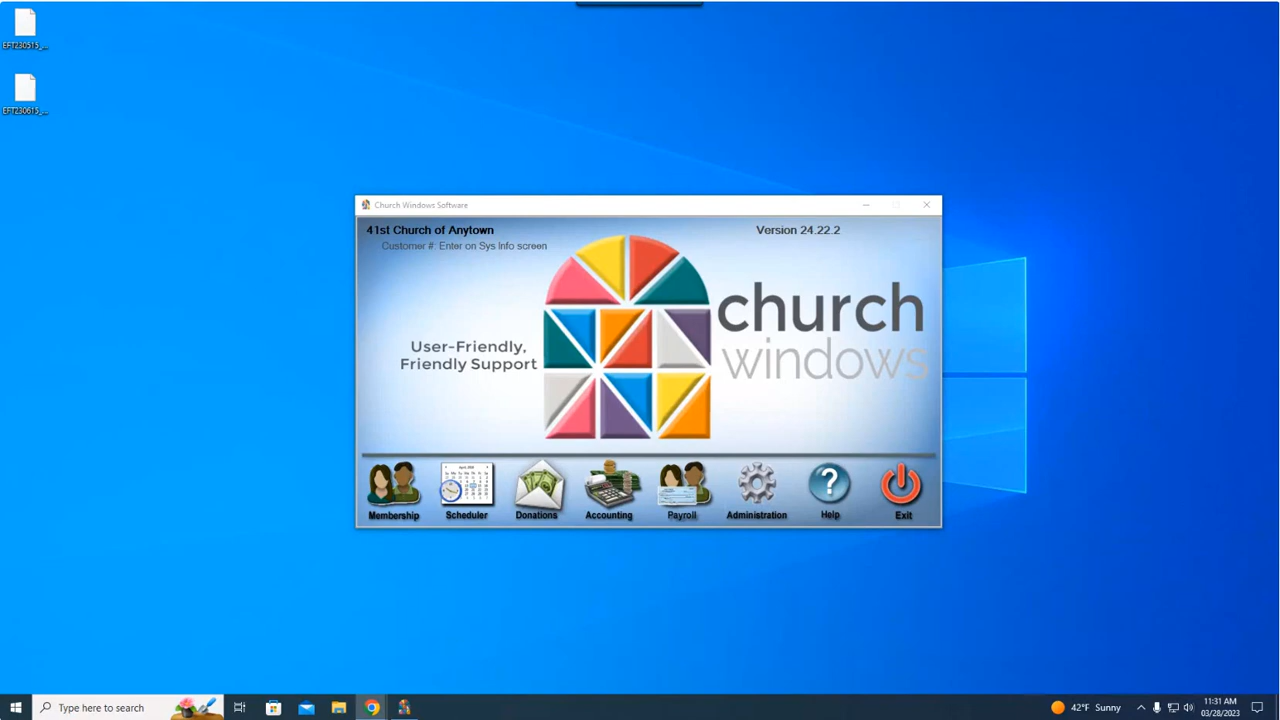 EFT230515_...
EFT230615_...
Church Windows Software
41st Church of Anytown
Version 24.22.2
Customer #: Enter on Sys Info screen
church
windows
User-Friendly,
Friendly Support
Membership
Scheduler
Donations
Accounting
Payroll
Administration
Help
Exit
Type here to search
42°F Sunny
11:31 AM
03/28/2023